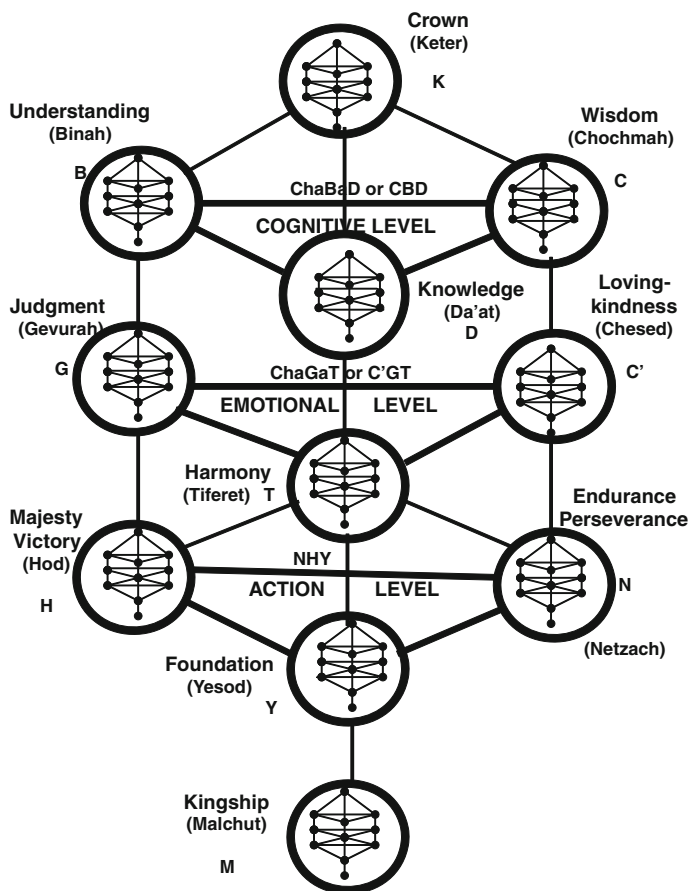 Crown
(Keter)
K
Understanding
(Binah)
B
Wisdom
(Chochmah)
C
ChaBaD or CBD
COGNITIVE LEVEL
Knowledge
(Da'at)
D
Judgment
(Gevurah)
G
Loving-
kindness
(Chesed)
C'
ChaGaT or C'GT
EMOTIONAL LEVEL
Harmony
(Tiferet) T
Majesty
Victory
(Hod)
H
Endurance
Perseverance
N
(Netzach)
NHY
ACTION LEVEL
Foundation
(Yesod)
Y
Kingship
(Malchut)
M